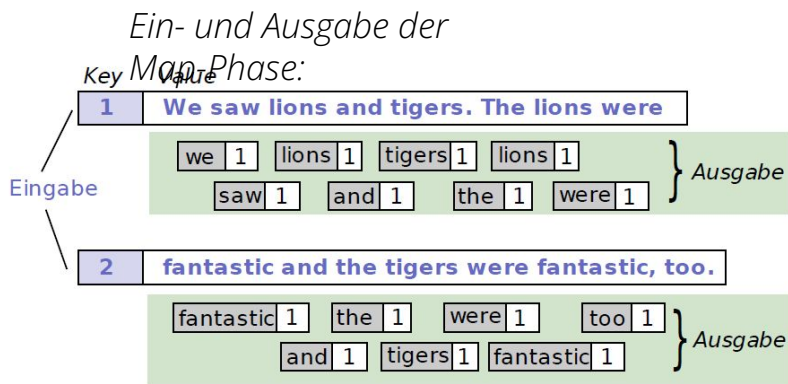 Ein- und Ausgabe der
Map-Phase:
Key Value
1 We saw lions and tigers. The lions were
we 1 lions 1 tigers 1 lions 1
Ausgabe
saw 1 and 1 the 1 were 1
Eingabe
2 fantastic and the tigers were fantastic, too.
fantastic 1 the 1 were 1 too 1
Ausgabe
and 1 tigers 1 fantastic 1